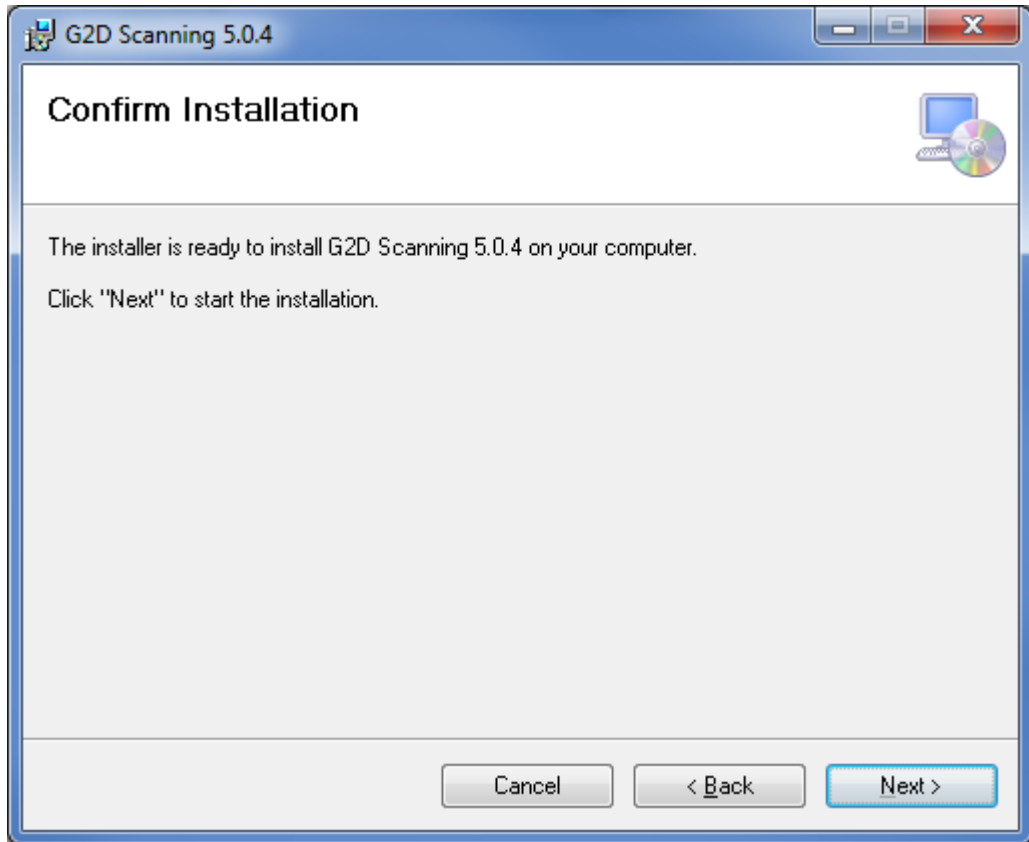 G2D Scanning 5.0.4
Confirm Installation
The installer is ready to install G2D Scanning 5.0.4 on your computer.
Click "Next" to start the installation.
Cancel
< Back
Next >